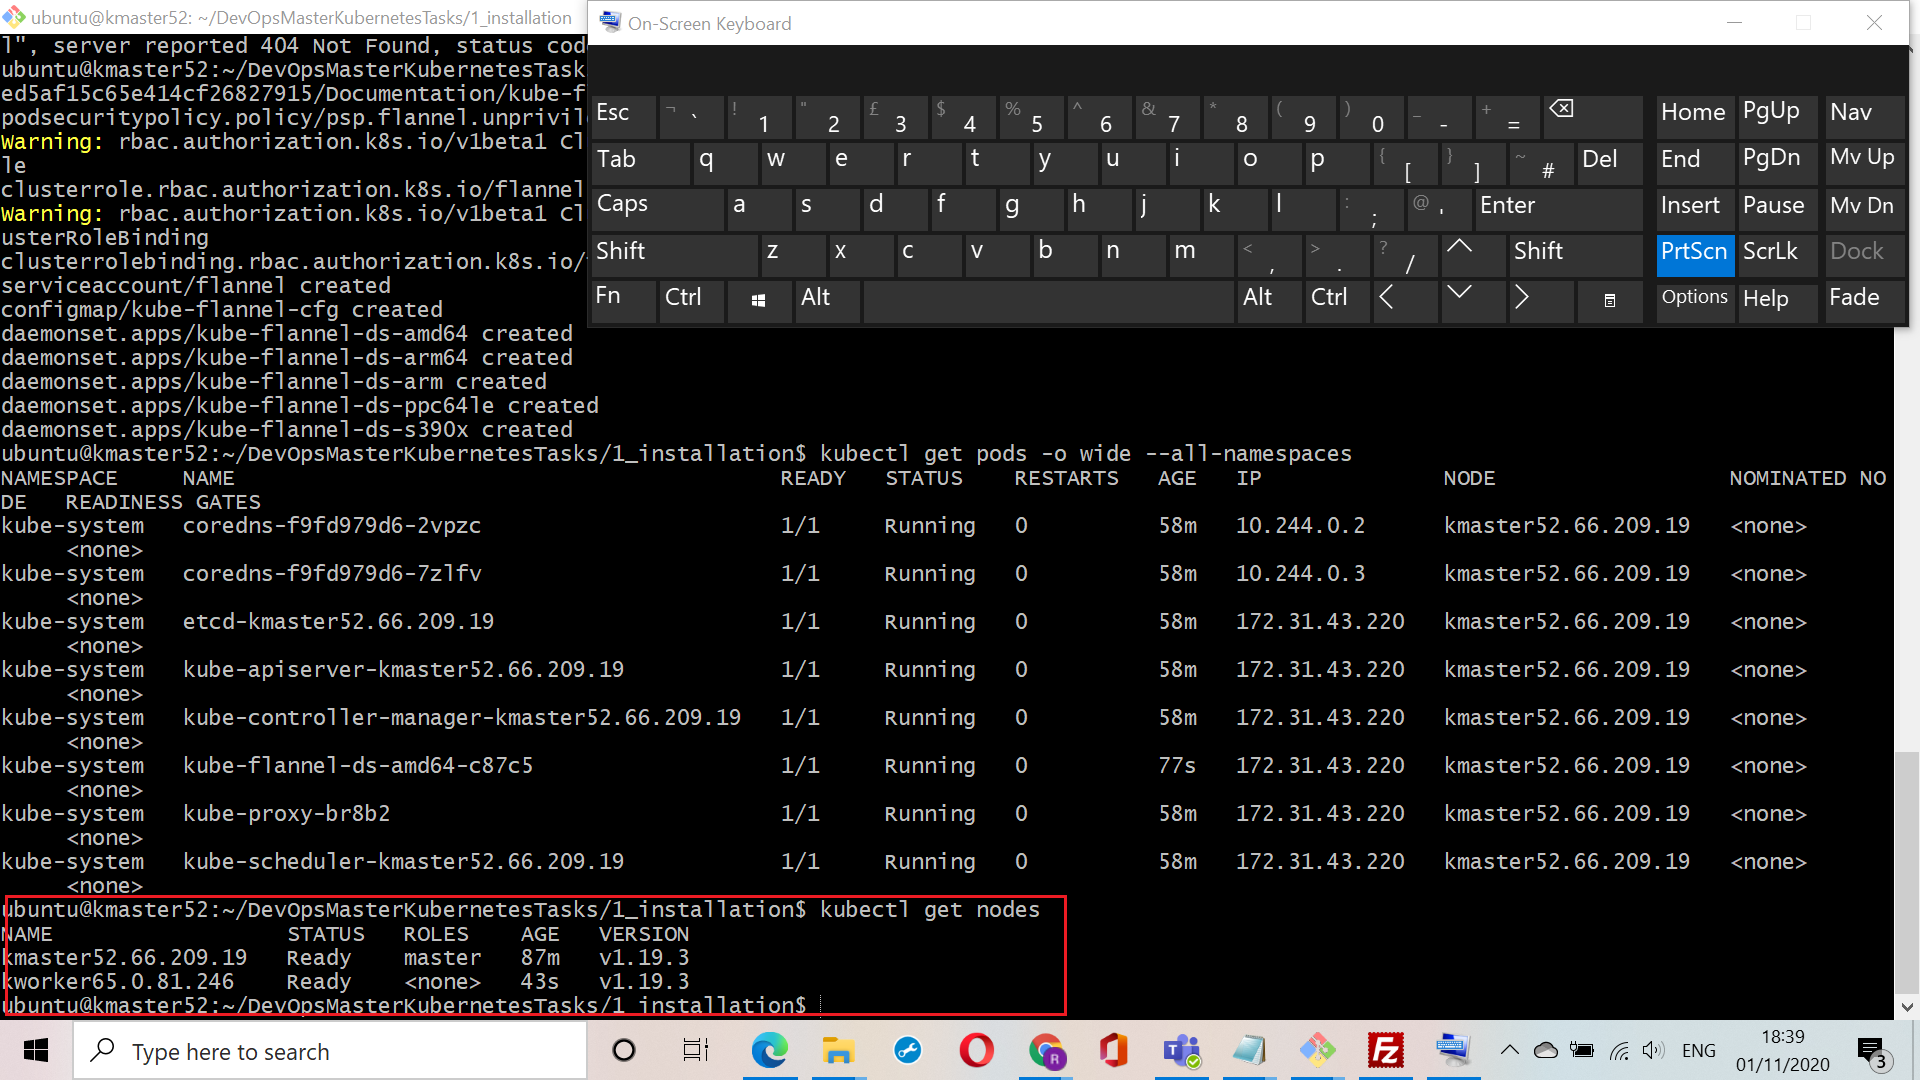 ubuntu@kmaster52: ~/DevOpsMasterKubernetesTasks/1_installation
l", server reported 404 Not Found, status cod
ubuntu@kmaster52:~/DevOpsMasterKubernetesTask
ed5af15c65e414cf26827915/Documentation/kube-f
podsecuritypolicy.policy/psp.flannel.unprivil
Warning: rbac.authorization.k8s.io/v1beta1 Cl
le
clusterrole.rbac.authorization.k8s.io/flannel
Warning: rbac.authorization.k8s.io/v1beta1 Cl
usterRoleBinding
clusterrolebinding.rbac.authorization.k8s.io/
serviceaccount/flannel created
configmap/kube-flannel-cfg created
daemonset.apps/kube-flannel-ds-amd64 created
daemonset.apps/kube-flannel-ds-arm64 created
daemonset.apps/kube-flannel-ds-arm created
daemonset.apps/kube-flannel-ds-ppc64le created
daemonset.apps/kube-flannel-ds-s390x created
ubuntu@kmaster52:~/DevOpsMasterKubernetesTasks/1_installation$ kubectl get pods -o wide --all-namespaces
NAMESPACE NAME READY STATUS RESTARTS AGE IP NODE NOMINATED NO
DE READINESS GATES
kube-system coredns-f9fd979d6-2vpzc 1/1 Running 0 58m 10.244.0.2 kmaster52.66.209.19 <none>
<none>
kube-system coredns-f9fd979d6-7zlfv 1/1 Running 0 58m 10.244.0.3 kmaster52.66.209.19 <none>
<none>
kube-system etcd-kmaster52.66.209.19 1/1 Running 0 58m 172.31.43.220 kmaster52.66.209.19 <none>
<none>
kube-system kube-apiserver-kmaster52.66.209.19 1/1 Running 0 58m 172.31.43.220 kmaster52.66.209.19 <none>
<none>
kube-system kube-controller-manager-kmaster52.66.209.19 1/1 Running 0 58m 172.31.43.220 kmaster52.66.209.19 <none>
<none>
kube-system kube-flannel-ds-amd64-c87c5 1/1 Running 0 77s 172.31.43.220 kmaster52.66.209.19 <none>
<none>
kube-system kube-proxy-br8b2 1/1 Running 0 58m 172.31.43.220 kmaster52.66.209.19 <none>
<none>
kube-system kube-scheduler-kmaster52.66.209.19 1/1 Running 0 58m 172.31.43.220 kmaster52.66.209.19 <none>
<none>
ubuntu@kmaster52:~/DevOpsMasterKubernetesTasks/1_installation$ kubectl get nodes
NAME STATUS ROLES AGE VERSION
kmaster52.66.209.19 Ready master 87m v1.19.3
kworker65.0.81.246 Ready <none> 43s v1.19.3
ubuntu@kmaster52:~/DevOpsMasterKubernetesTasks/1_installation$
On-Screen Keyboard
Esc ¬ ` ! 1 " 2 £ 3 $ 4 % 5 ^ 6 & 7 * 8 ( 9 ) 0 _ - + = Home PgUp Nav
Tab q w e r t y u i o p { [ } ] ~ # Del End PgDn Mv Up
Caps a s d f g h j k l : ; @ ' Enter Insert Pause Mv Dn
Shift z x c v b n m < , > . ? / Shift PrtScn ScrLk Dock
Fn Ctrl Alt Alt Ctrl Options Help Fade
Type here to search
R
T
Fz
ENG
18:39
01/11/2020
3